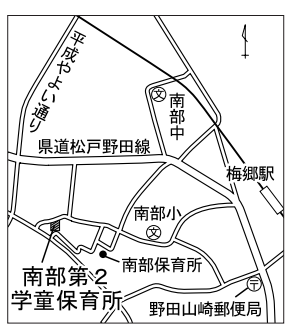 平成やよい通り
文
南部中
県道松戸野田線
梅郷駅
南部小
文
南部保育所
南部第2
学童保育所
〒
野田山崎郵便局